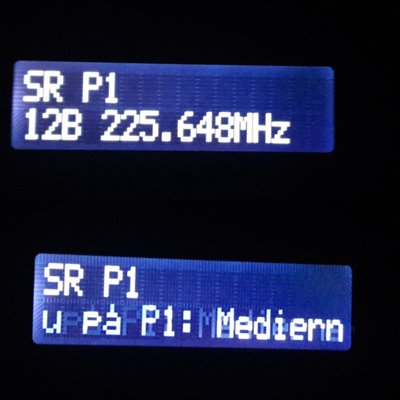 SR P1
12B 225.648MHz
SR P1
u på P1: Mediern